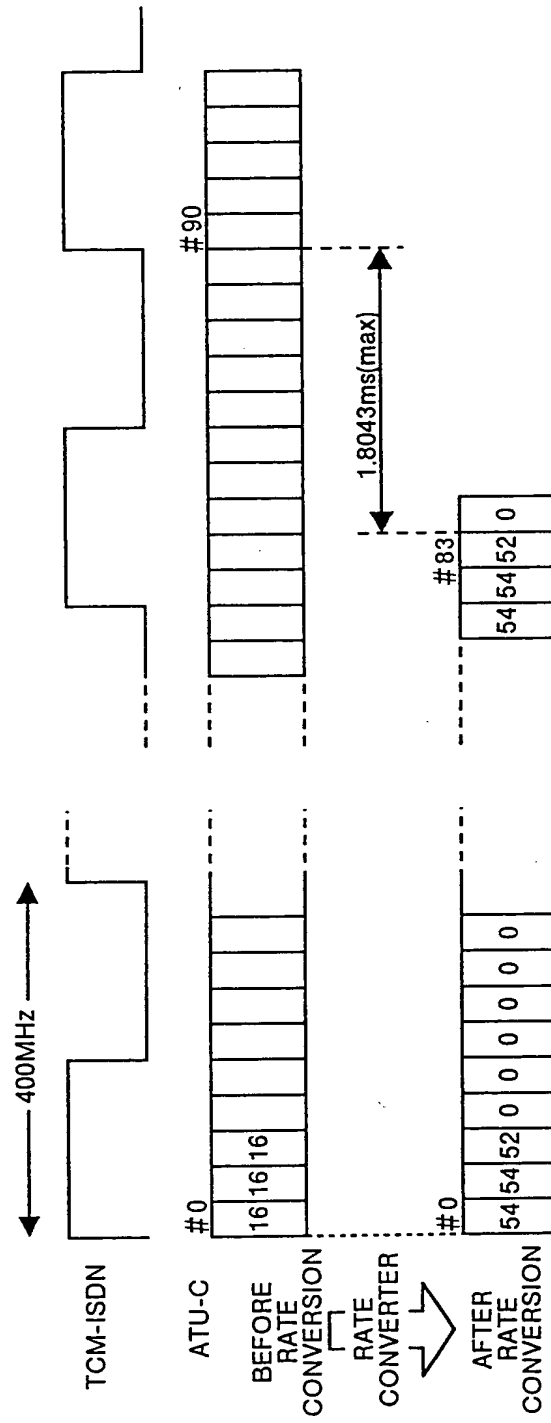 400MHz
TCM-ISDN
#0
#90
ATU-C
BEFORE
RATE
CONVERSION
16 16 16
1.8043ms(max)
RATE
CONVERTER
#0
#83
AFTER
RATE
CONVERSION
54 54 52 0 0 0 0 0 0
54 54 52 0